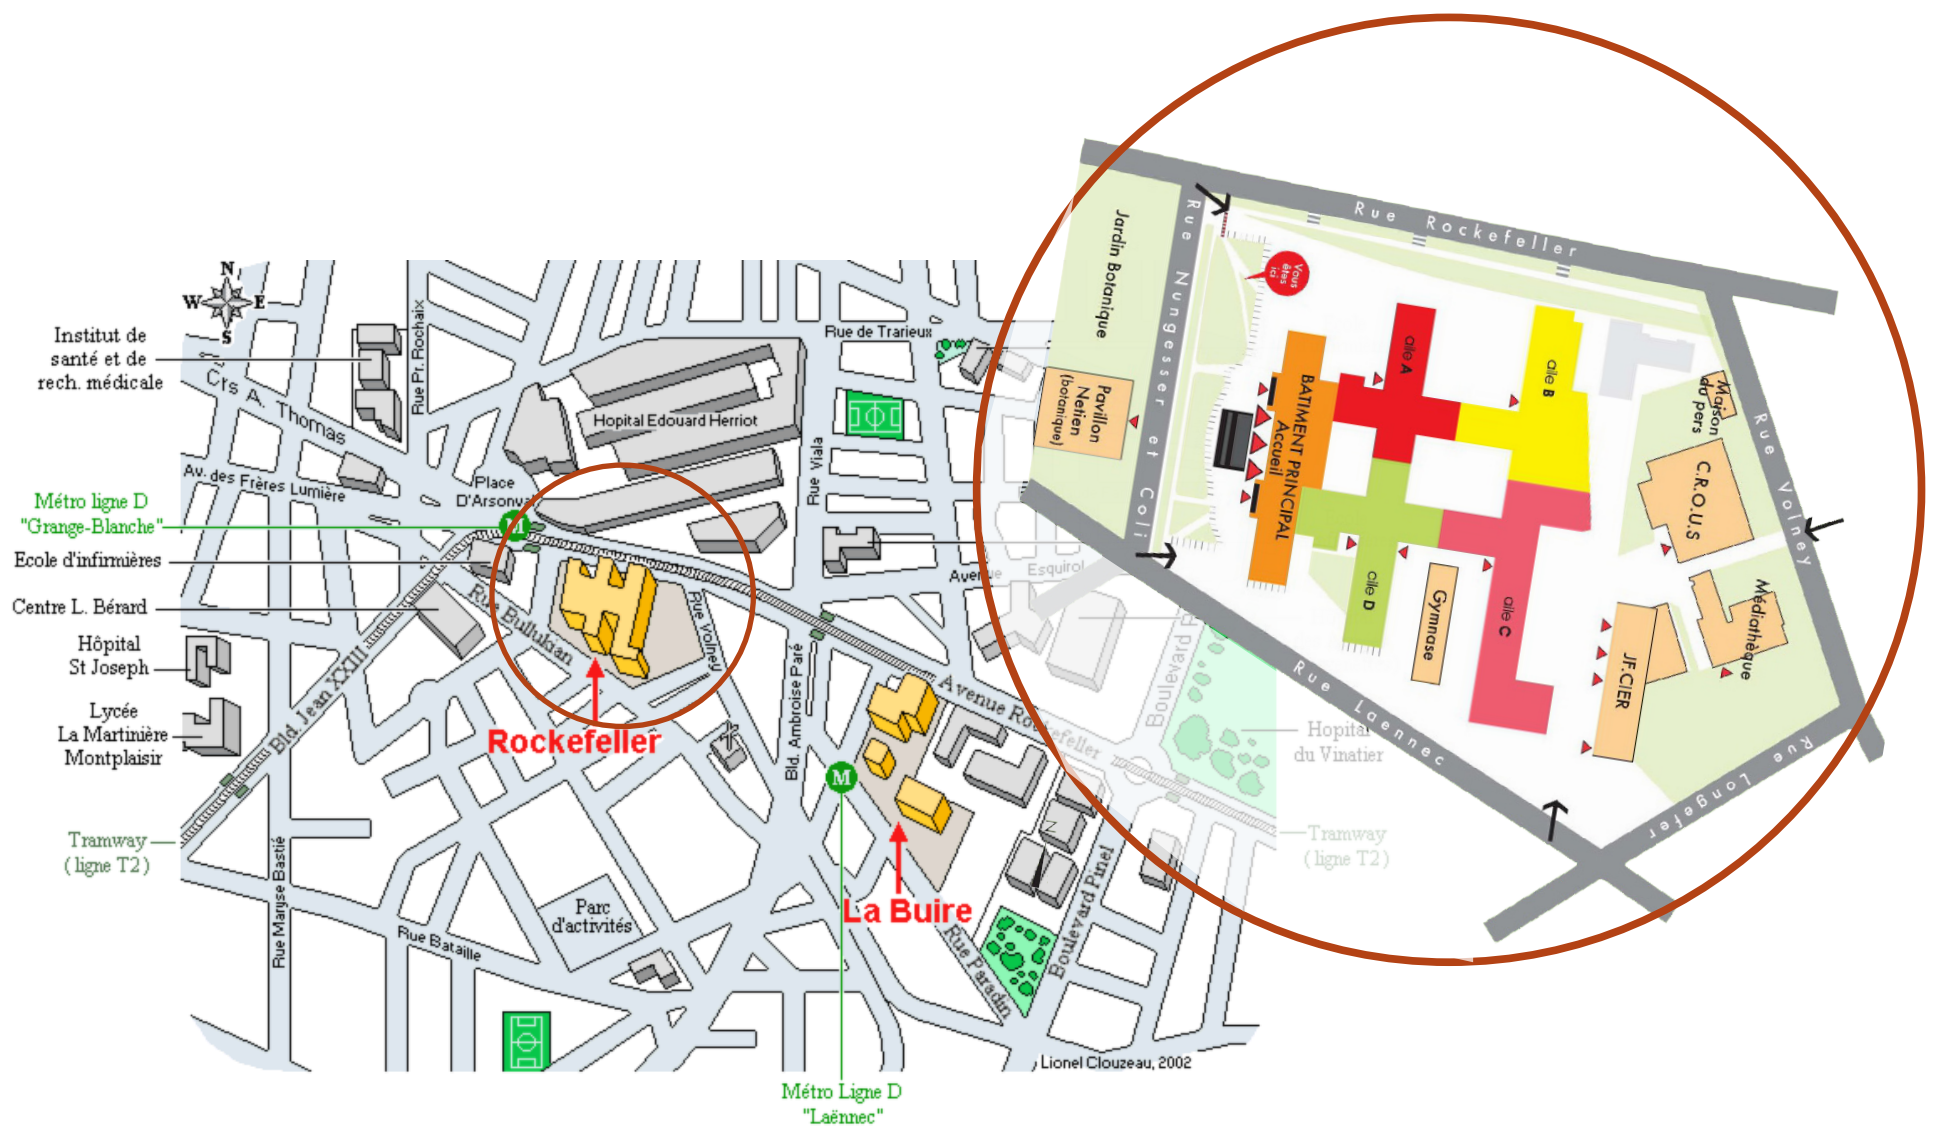 N
W
E
S
Institut de
santé et de
rech. médicale
Crs A. Thomas
Rue Pr. Rochaix
Av. des Frères Lumière
Place
D'Arsonval
Hopital Edouard Herriot
Rue de Trarieux
Rue Viala
Métro ligne D
"Grange-Blanche"
M
Ecole d'infirmières
Centre L. Bérard
Hôpital
St Joseph
Lycée
La Martinière
Montplaisir
Rue Bullukian
Rue Volney
Bld. Jean XXIII
Rockefeller
Bld. Ambroise Paré
Avenue Esquirol
Avenue Rockefeller
Boulevard P
Hopital
du Vinatier
Tramway
(ligne T2)
Tramway
(ligne T2)
M
La Buire
Rue Maryse Bastié
Parc
d'activités
Rue Bataille
Rue Paradin
Boulevard Pinel
Lionel Clouzeau, 2002
Métro Ligne D
"Laënnec"
Rue Rockefeller
Rue Nungesser et Coli
Jardin Botanique
Vous
êtes
ici
Pavillon
Netien
(botanique)
BATIMENT PRINCIPAL
Accueil
aile A
aile B
aile D
aile C
Gymnase
Maison
du pers
C.R.O.U.S
Médiathèque
JF.CIER
Rue Volney
Rue Laennec
Rue Longefer